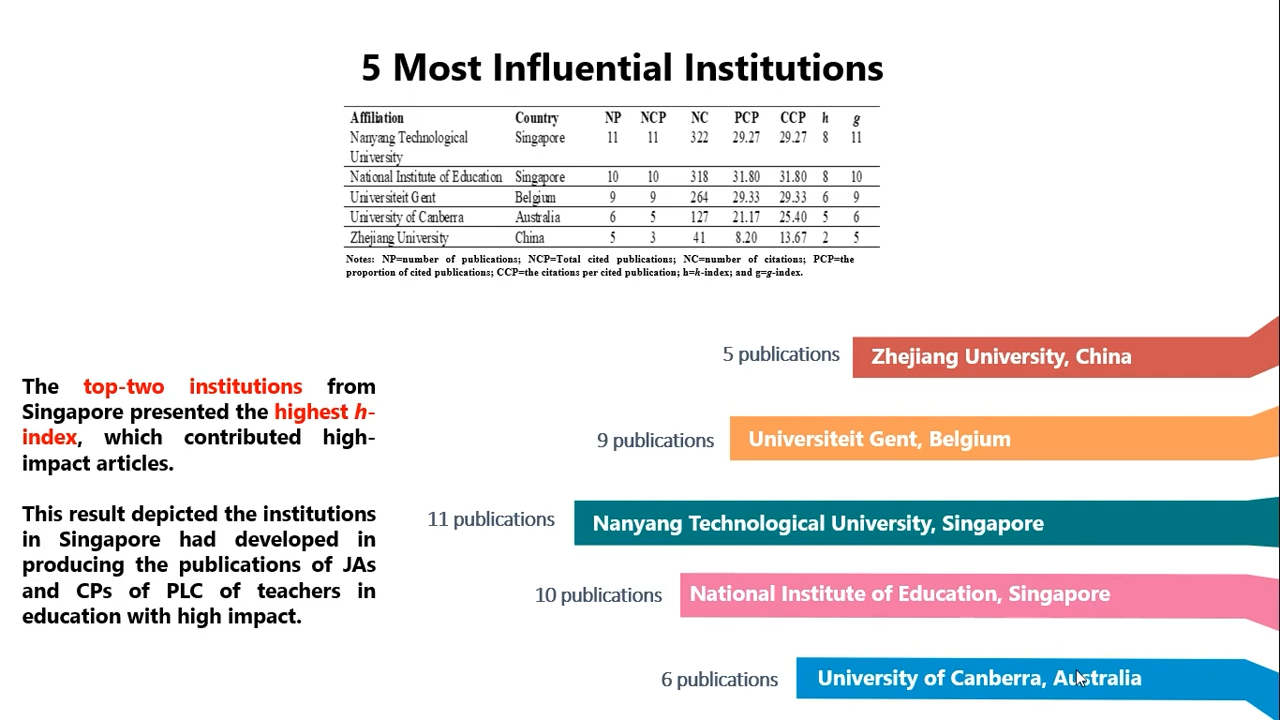 5 Most Influential Institutions
Affiliation Country NP NCP NC PCP CCP h g
Nanyang Technological Singapore 11 11 322 29.27 29.27 8 11
University
National Institute of Education Singapore 10 10 318 31.80 31.80 8 10
Universiteit Gent Belgium 9 9 264 29.33 29.33 6 9
University of Canberra Australia 6 5 127 21.17 25.40 5 6
Zhejiang University China 5 3 41 8.20 13.67 2 5
Notes: NP=number of publications; NCP=Total cited publications; NC=number of citations; PCP=the
proportion of cited publications; CCP=the citations per cited publication; h=h-index; and g=g-index.
The top-two institutions from
Singapore presented the highest h-
index, which contributed high-
impact articles.
This result depicted the institutions
in Singapore had developed in
producing the publications of JAs
and CPs of PLC of teachers in
education with high impact.
5 publications Zhejiang University, China
9 publications Universiteit Gent, Belgium
11 publications Nanyang Technological University, Singapore
10 publications National Institute of Education, Singapore
6 publications University of Canberra, Australia